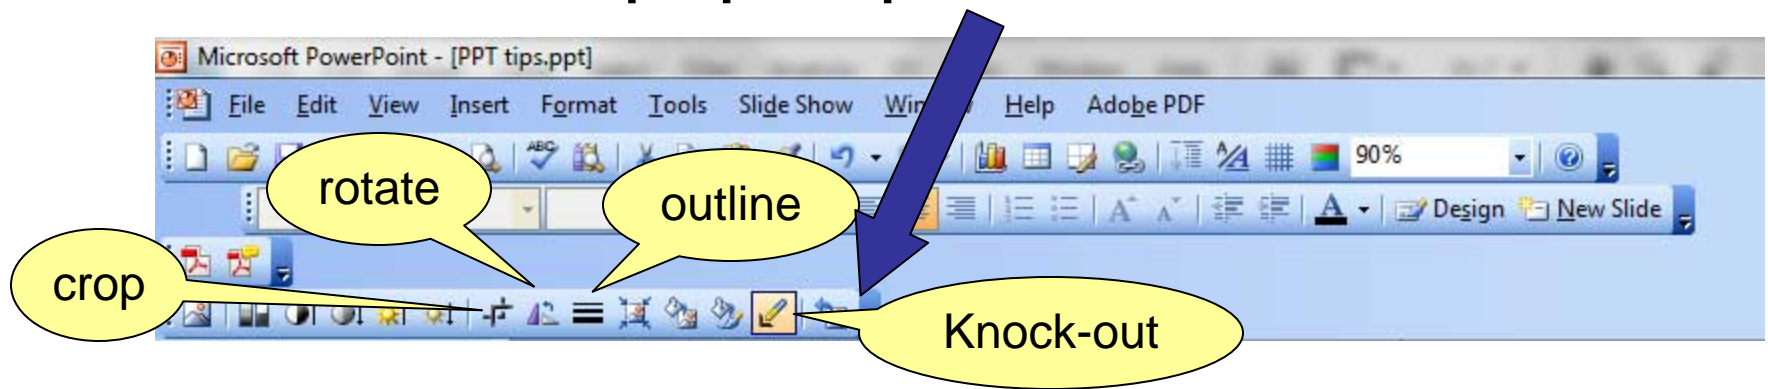 Microsoft PowerPoint - [PPT tips.ppt]
File Edit View Insert Format Tools Slide Show Help Adobe PDF
ABC 90%
rotate
outline
A Design New Slide
crop
Knock-out